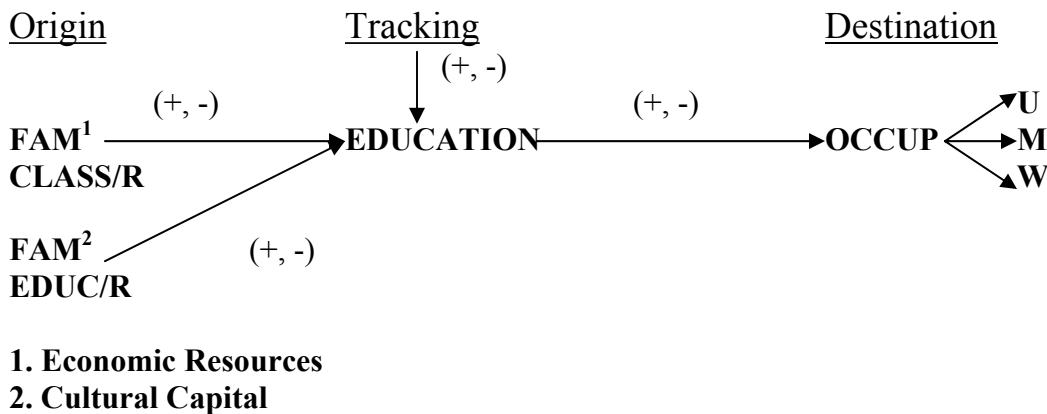 Origin Tracking Destination
(+, -)
(+, -) (+, -)
U
FAM¹ EDUCATION OCCUP M
CLASS/R W
FAM² (+, -)
EDUC/R
1. Economic Resources
2. Cultural Capital